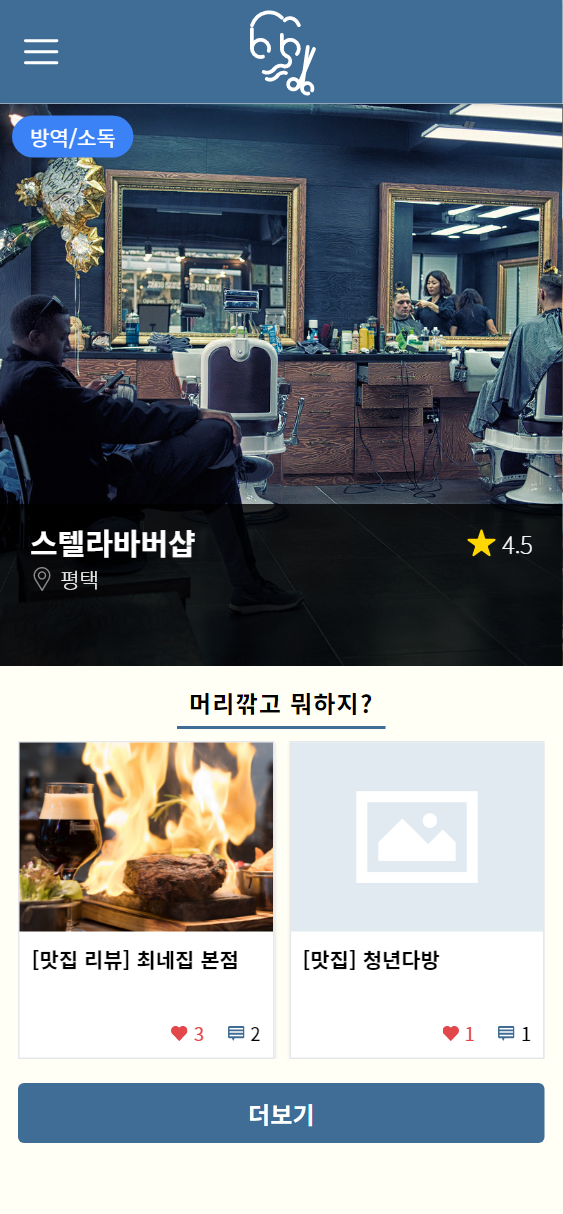 방역/소독
스텔라바버샵
4.5
평택
머리깎고 뭐하지?
[맛집 리뷰] 최네집 본점
3
2
[맛집] 청년다방
1
1
더보기